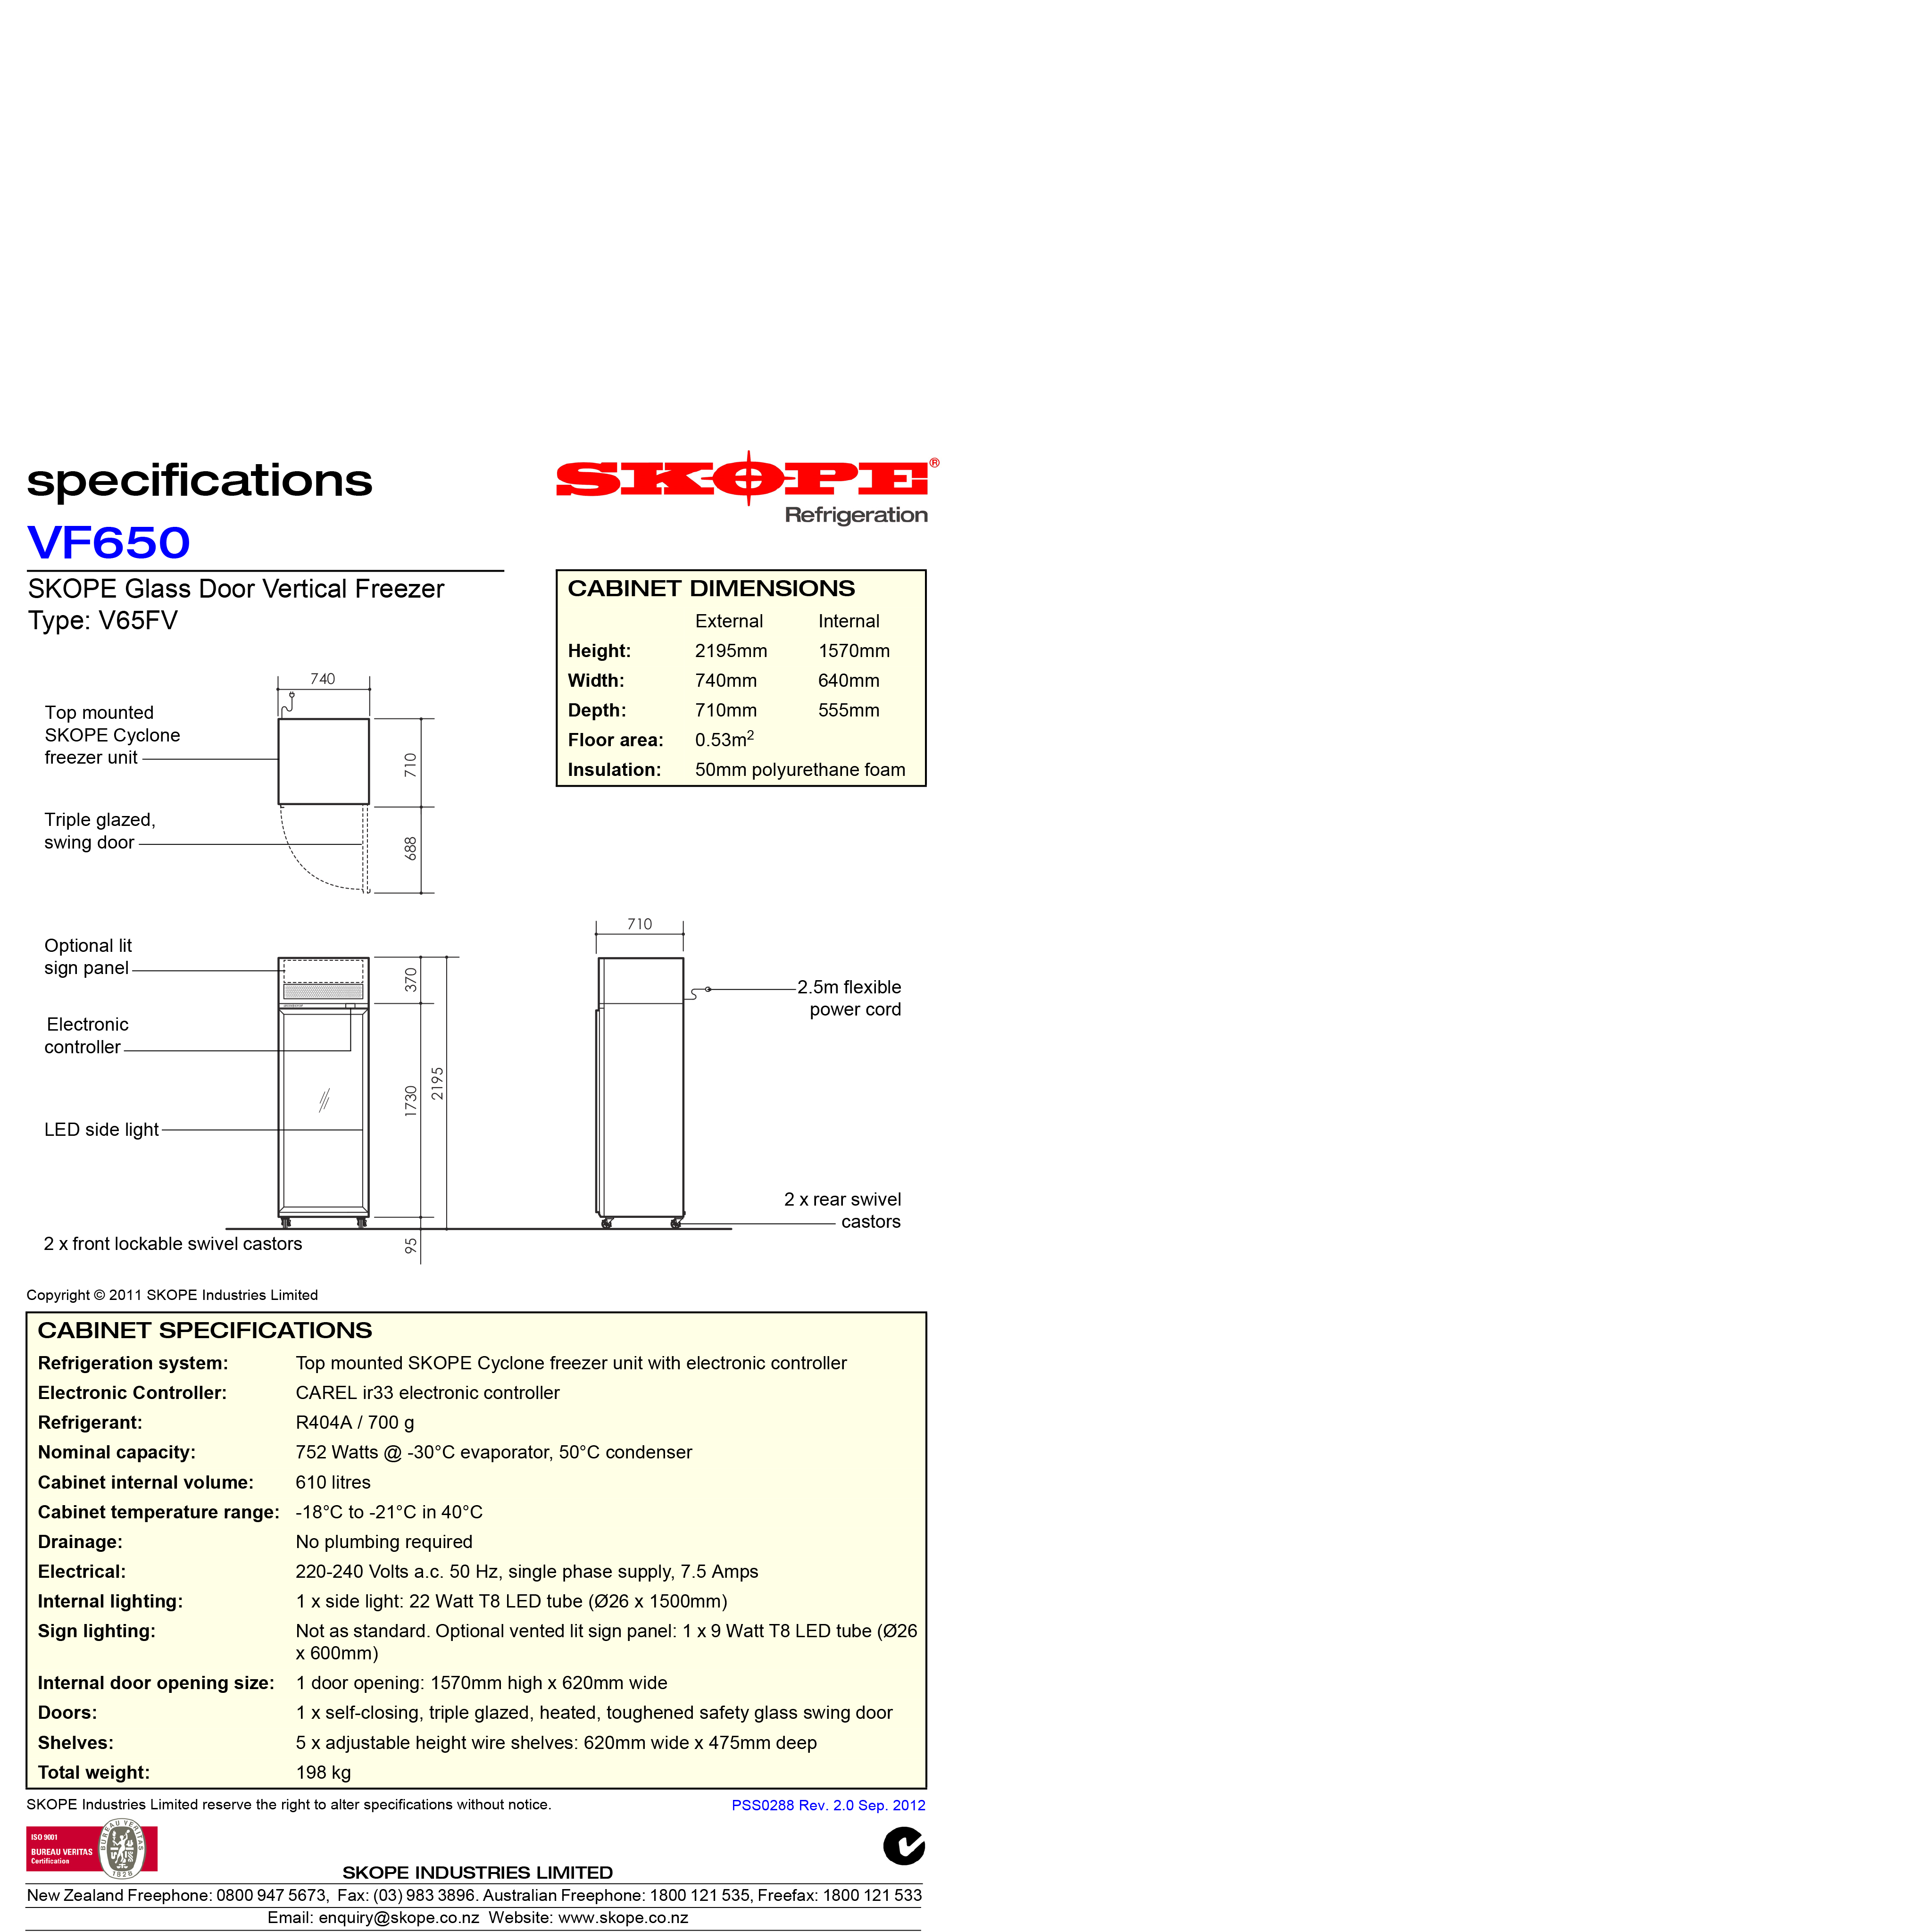 specifications
SKOPE®
Refrigeration
VF650
SKOPE Glass Door Vertical Freezer
Type: V65FV
CABINET DIMENSIONS
External Internal
Height: 2195mm 1570mm
Width: 740mm 640mm
Depth: 710mm 555mm
Floor area: 0.53m²
Insulation: 50mm polyurethane foam
740
Top mounted
SKOPE Cyclone
freezer unit
710
Triple glazed,
swing door
688
710
Optional lit
sign panel
370
2.5m flexible
power cord
Electronic
controller
1730
2195
LED side light
2 x rear swivel
castors
2 x front lockable swivel castors
95
Copyright © 2011 SKOPE Industries Limited
CABINET SPECIFICATIONS
Refrigeration system: Top mounted SKOPE Cyclone freezer unit with electronic controller
Electronic Controller: CAREL ir33 electronic controller
Refrigerant: R404A / 700 g
Nominal capacity: 752 Watts @ -30°C evaporator, 50°C condenser
Cabinet internal volume: 610 litres
Cabinet temperature range: -18°C to -21°C in 40°C
Drainage: No plumbing required
Electrical: 220-240 Volts a.c. 50 Hz, single phase supply, 7.5 Amps
Internal lighting: 1 x side light: 22 Watt T8 LED tube (Ø26 x 1500mm)
Sign lighting: Not as standard. Optional vented lit sign panel: 1 x 9 Watt T8 LED tube (Ø26
x 600mm)
Internal door opening size: 1 door opening: 1570mm high x 620mm wide
Doors: 1 x self-closing, triple glazed, heated, toughened safety glass swing door
Shelves: 5 x adjustable height wire shelves: 620mm wide x 475mm deep
Total weight: 198 kg
SKOPE Industries Limited reserve the right to alter specifications without notice.
PSS0288 Rev. 2.0 Sep. 2012
ISO 9001
BUREAU VERITAS
Certification
BUREAU VERITAS
1828
SKOPE INDUSTRIES LIMITED
New Zealand Freephone: 0800 947 5673, Fax: (03) 983 3896. Australian Freephone: 1800 121 535, Freefax: 1800 121 533
Email: enquiry@skope.co.nz Website: www.skope.co.nz